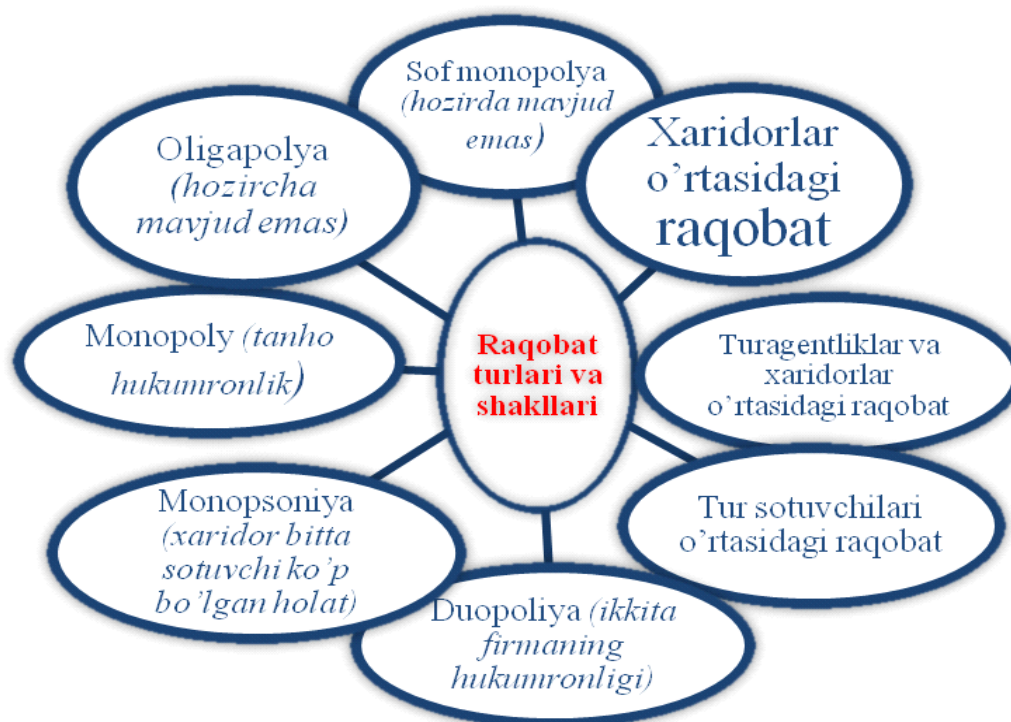 Sof monopolya
(hozirda mavjud
emas)
Xaridorlar
o’rtasidagi
raqobat
Turagentliklar va
xaridorlar
o’rtasidagi raqobat
Tur sotuvchilari
o’rtasidagi raqobat
Duopoliya (ikkita
firmaning
hukumronligi)
Monopsoniya
(xaridor bitta
sotuvchi ko’p
bo’lgan holat)
Monopoly (tanho
hukumronlik)
Oligapolya
(hozircha
mavjud emas)
Raqobat
turlari va
shakllari